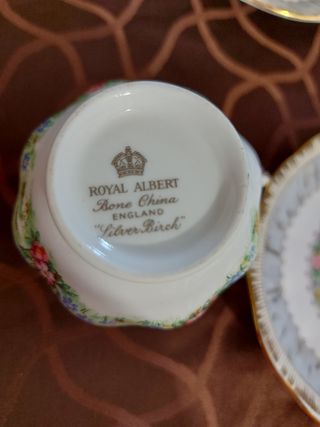 ROYAL ALBERT
Bone China
ENGLAND
"Silver Birch"